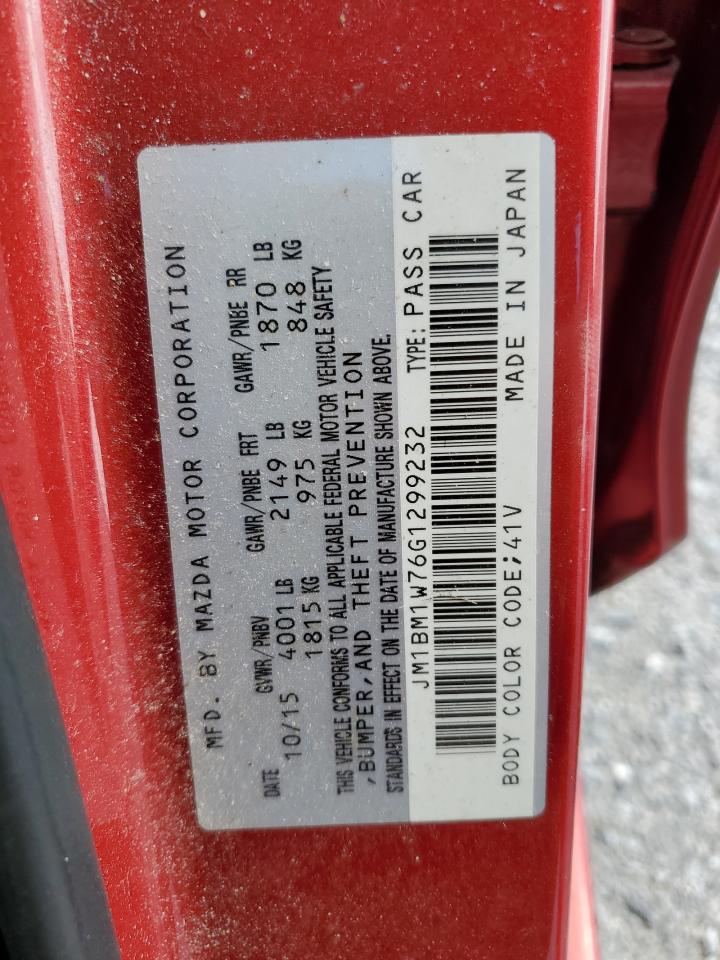 MFD. BY MAZDA MOTOR CORPORATION
DATE GVWR/PNBV GAWR/PNBE FRT GAWR/PNBE RR
10/15 4001 LB 2149 LB 1870 LB
1815 KG 975 KG 848 KG
THIS VEHICLE CONFORMS TO ALL APPLICABLE FEDERAL MOTOR VEHICLE SAFETY
,BUMPER,AND THEFT PREVENTION
STANDARDS IN EFFECT ON THE DATE OF MANUFACTURE SHOWN ABOVE.
JM1BM1W76G1299232 TYPE: PASS CAR
BODY COLOR CODE;41V MADE IN JAPAN